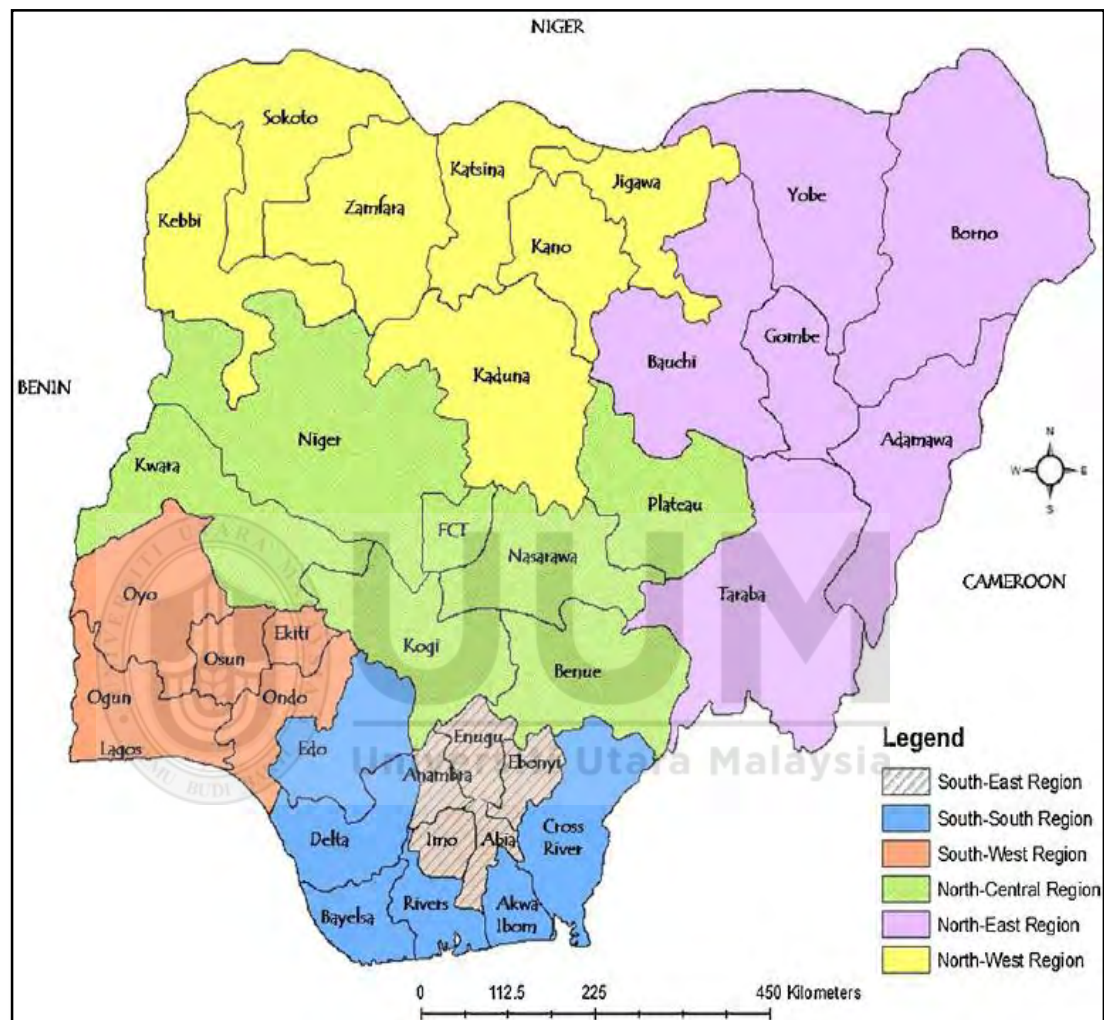 NIGER
Sokoto
Katsina
Jigawa
Kebbi
Zamfara
Kano
Yobe
Borno
Gombe
Bauchi
BENIN
Kaduna
Niger
Adamawa
Kwara
N
W E
S
Plateau
FCT
Nasarawa
CAMEROON
Oyo
Taraba
Ekiti
Kogi
Osun
Benue
Ogun
Ondo
UUM
Universiti Utara Malaysia
Lagos
Edo
Enugu
Ebonyi
Anambra
Delta
Imo
Abia
Cross
River
Bayelsa
Rivers
Akwa
Ibom
Legend
South-East Region
South-South Region
South-West Region
North-Central Region
North-East Region
North-West Region
0 112.5 225 450 Kilometers